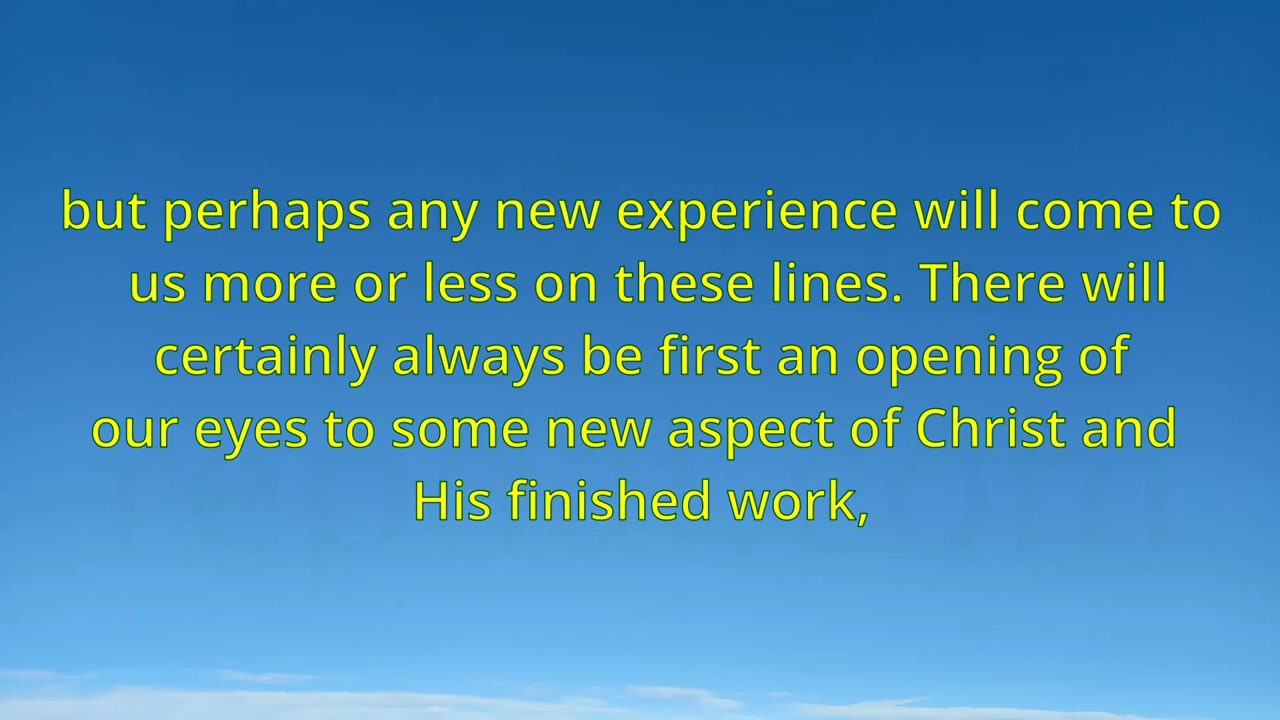 but perhaps any new experience will come to
us more or less on these lines. There will
certainly always be first an opening of
our eyes to some new aspect of Christ and
His finished work,